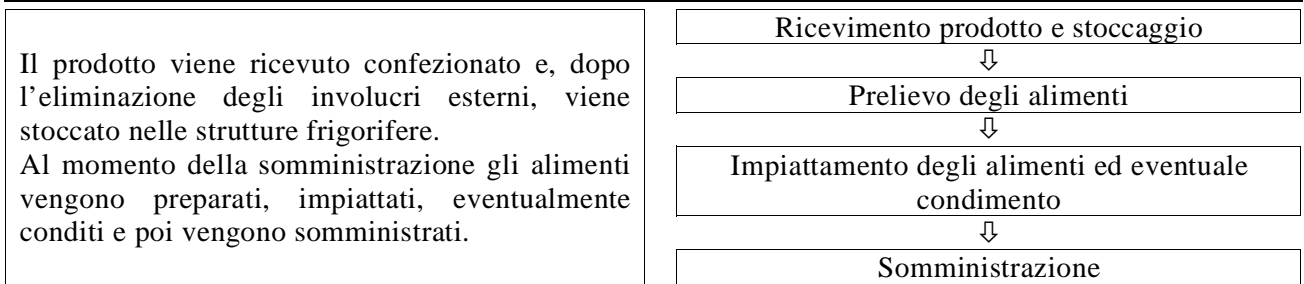 Il prodotto viene ricevuto confezionato e, dopo
l’eliminazione degli involucri esterni, viene
stoccato nelle strutture frigorifere.
Al momento della somministrazione gli alimenti
vengono preparati, impiattati, eventualmente
conditi e poi vengono somministrati.
Ricevimento prodotto e stoccaggio
⇩
Prelievo degli alimenti
⇩
Impiattamento degli alimenti ed eventuale
condimento
⇩
Somministrazione